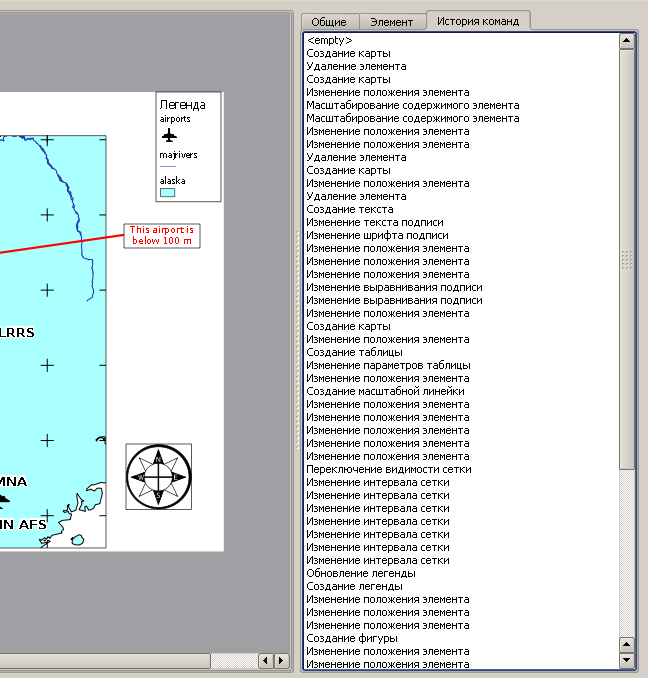 Общие
Элемент
История команд
Легенда
airports
majrivers
alaska
This airport is
below 100 m
LRRS
MNA
IN AFS
N
W
E
S
<empty>
Создание карты
Удаление элемента
Создание карты
Изменение положения элемента
Масштабирование содержимого элемента
Масштабирование содержимого элемента
Изменение положения элемента
Изменение положения элемента
Удаление элемента
Создание карты
Изменение положения элемента
Удаление элемента
Создание текста
Изменение текста подписи
Изменение шрифта подписи
Изменение положения элемента
Изменение положения элемента
Изменение положения элемента
Изменение выравнивания подписи
Изменение выравнивания подписи
Изменение положения элемента
Создание карты
Изменение положения элемента
Создание таблицы
Изменение параметров таблицы
Изменение положения элемента
Создание масштабной линейки
Изменение положения элемента
Изменение положения элемента
Изменение положения элемента
Изменение положения элемента
Изменение положения элемента
Переключение видимости сетки
Изменение интервала сетки
Изменение интервала сетки
Изменение интервала сетки
Изменение интервала сетки
Изменение интервала сетки
Изменение интервала сетки
Изменение интервала сетки
Обновление легенды
Создание легенды
Изменение положения элемента
Изменение положения элемента
Изменение положения элемента
Создание фигуры
Изменение положения элемента
Изменение положения элемента